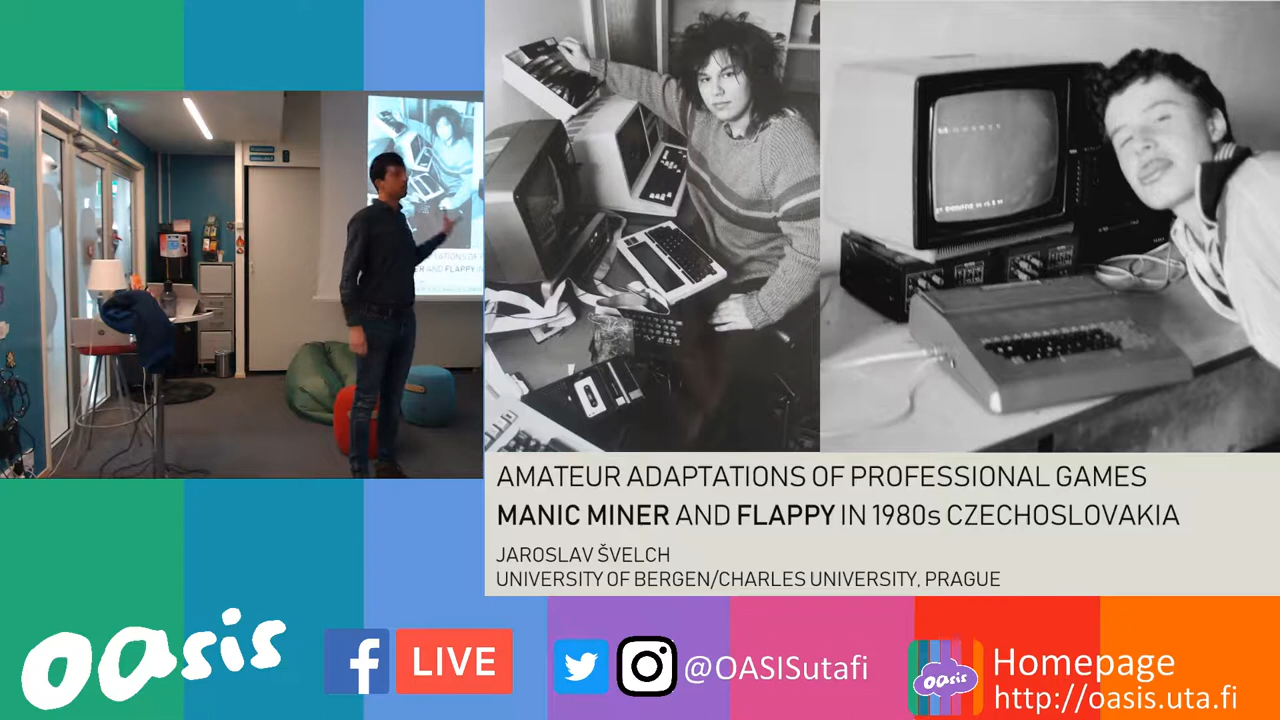 AMATEUR ADAPTATIONS OF PROFESSIONAL GAMES
MANIC MINER AND FLAPPY IN 1980s CZECHOSLOVAKIA
JAROSLAV ŠVELCH
UNIVERSITY OF BERGEN/CHARLES UNIVERSITY, PRAGUE
oasis
f LIVE
@OASISutafi
oasis
Homepage
http://oasis.uta.fi